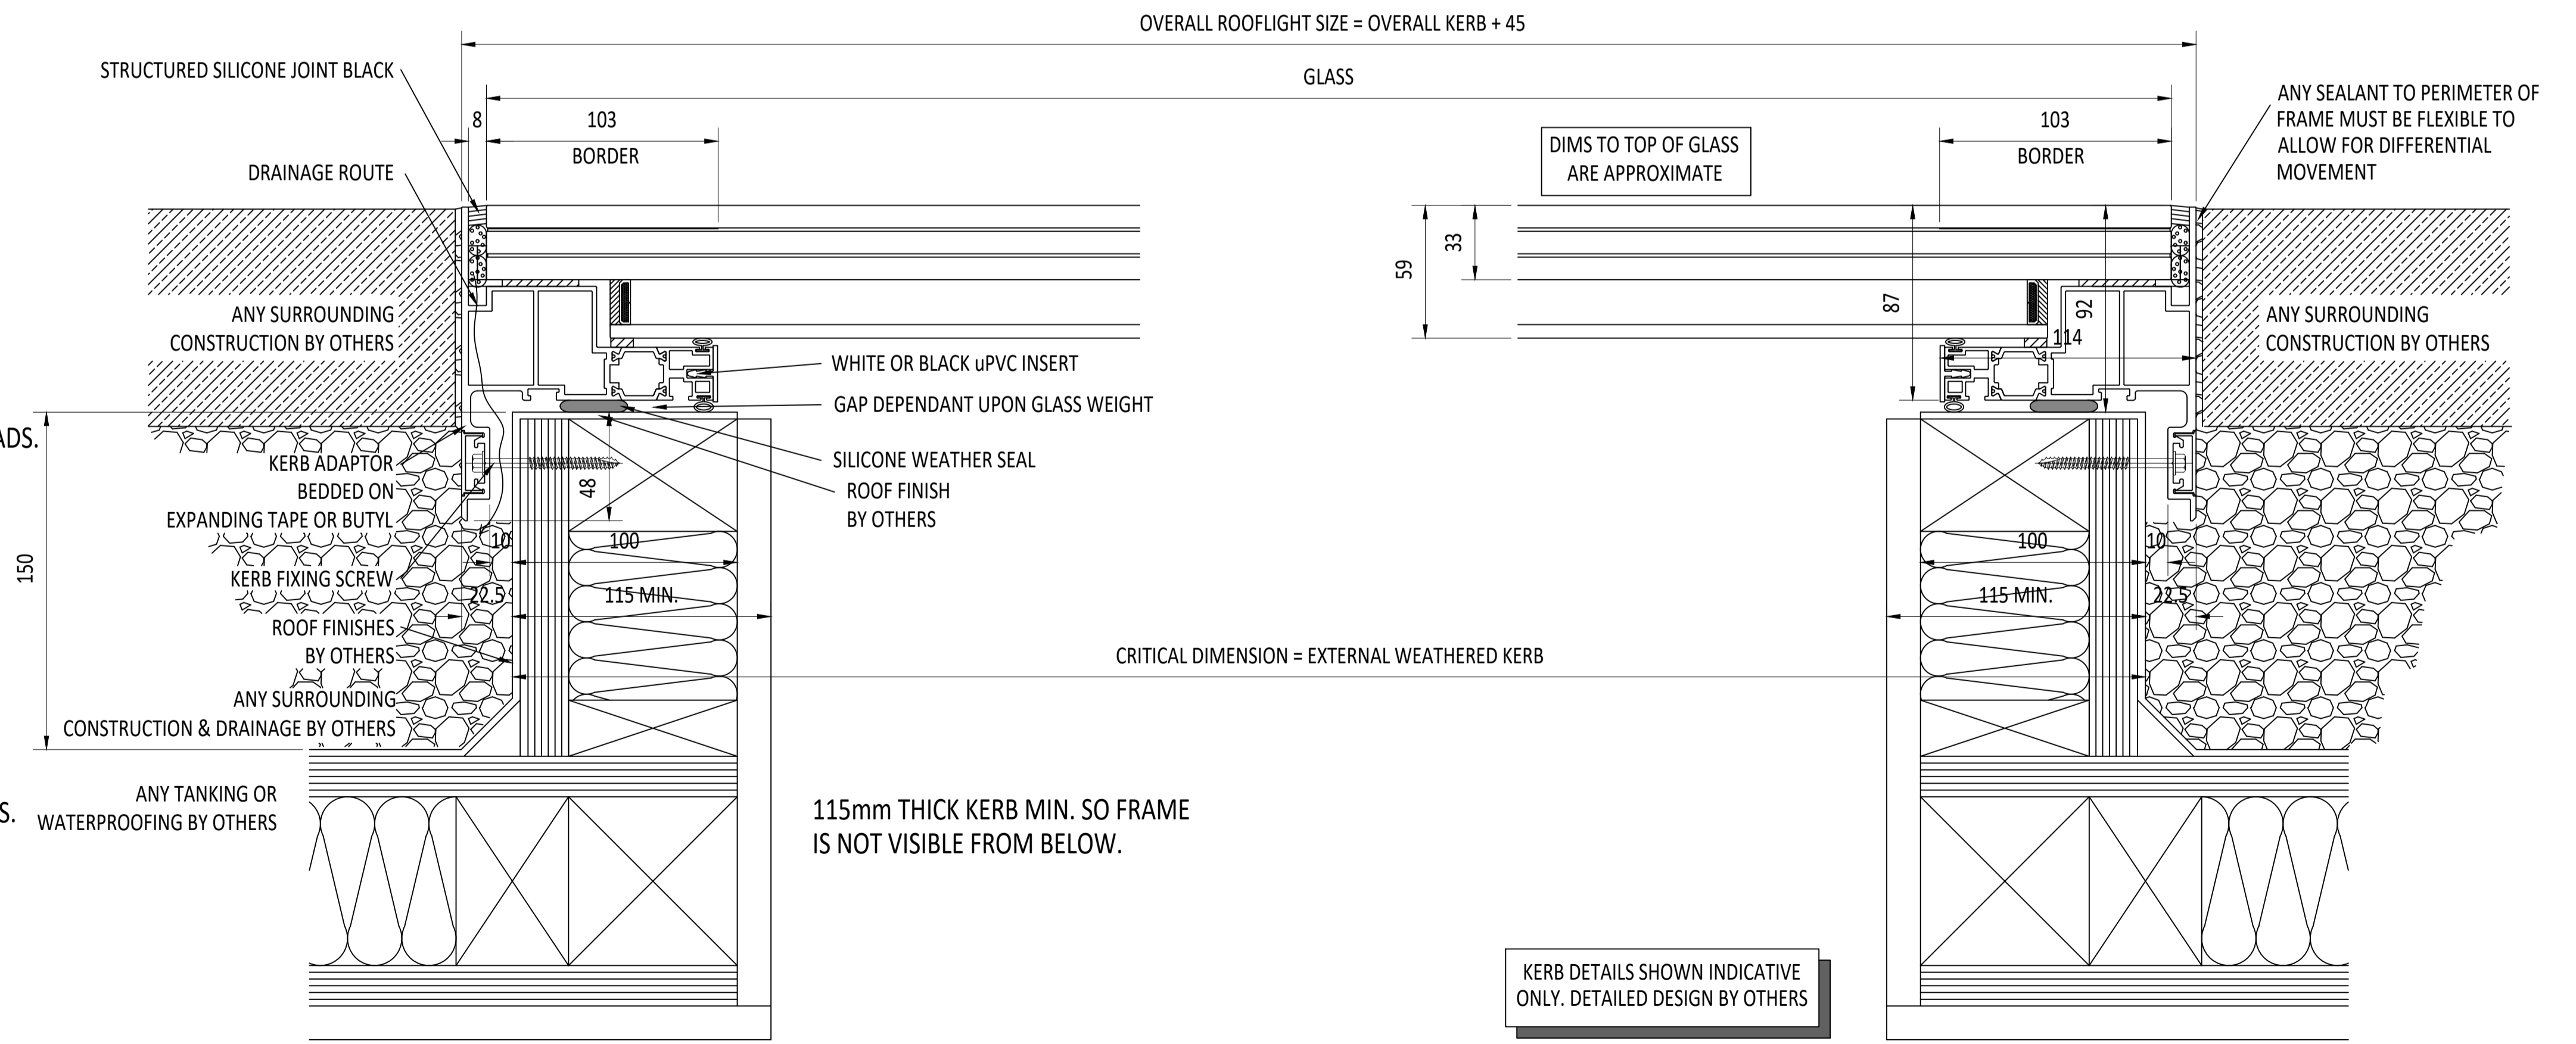 OVERALL ROOFLIGHT SIZE = OVERALL KERB + 45
STRUCTURED SILICONE JOINT BLACK
GLASS
8
103
BORDER
DRAINAGE ROUTE
DIMS TO TOP OF GLASS
ARE APPROXIMATE
103
BORDER
ANY SEALANT TO PERIMETER OF
FRAME MUST BE FLEXIBLE TO
ALLOW FOR DIFFERENTIAL
MOVEMENT
33
59
87
92
114
ANY SURROUNDING
CONSTRUCTION BY OTHERS
ANY SURROUNDING
CONSTRUCTION BY OTHERS
WHITE OR BLACK uPVC INSERT
GAP DEPENDANT UPON GLASS WEIGHT
ADS.
KERB ADAPTOR
BEDDED ON
EXPANDING TAPE OR BUTYL
SILICONE WEATHER SEAL
ROOF FINISH
BY OTHERS
48
150
10
100
100
10
KERB FIXING SCREW
22.5
115 MIN.
115 MIN.
22.5
ROOF FINISHES
BY OTHERS
CRITICAL DIMENSION = EXTERNAL WEATHERED KERB
ANY SURROUNDING
CONSTRUCTION & DRAINAGE BY OTHERS
ANY TANKING OR
WATERPROOFING BY OTHERS
S.
115mm THICK KERB MIN. SO FRAME
IS NOT VISIBLE FROM BELOW.
KERB DETAILS SHOWN INDICATIVE
ONLY. DETAILED DESIGN BY OTHERS